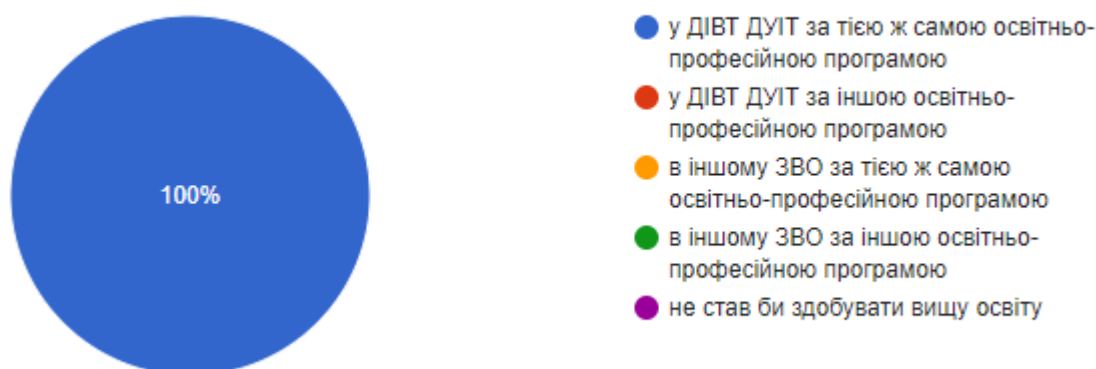 100%
у ДІВТ ДУІТ за тією ж самою освітньо-
професійною програмою
у ДІВТ ДУІТ за іншою освітньо-
професійною програмою
в іншому ЗВО за тією ж самою
освітньо-професійною програмою
в іншому ЗВО за іншою освітньо-
професійною програмою
не став би здобувати вищу освіту